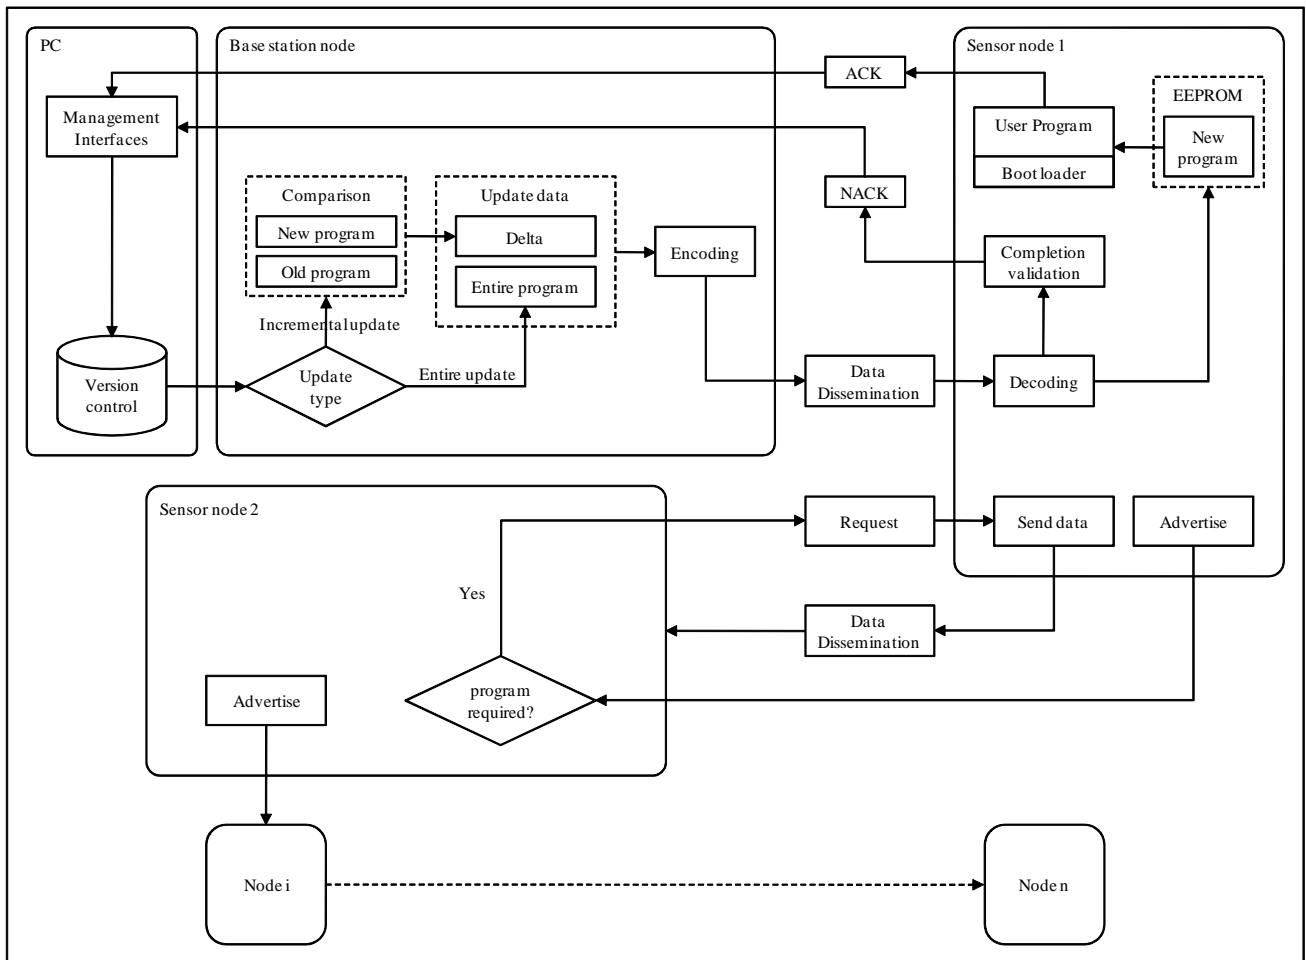 PC
Base station node
Sensor node 1
ACK
EEPROM
Management
Interfaces
User Program
New
program
Boot loader
NACK
Comparison
Update data
New program
Delta
Old program
Entire program
Encoding
Completion
validation
Incremental update
Version
control
Update
type
Entire update
Data
Dissemination
Decoding
Sensor node 2
Request
Send data
Advertise
Yes
Data
Dissemination
Advertise
program
required?
Node i
Node n